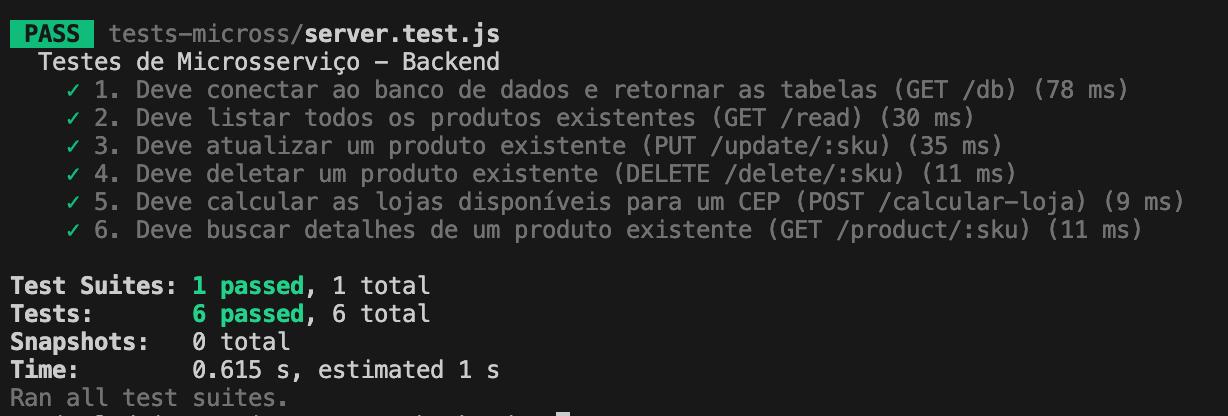 PASS tests-micross/server.test.js
Testes de Microsserviço - Backend
✓ 1. Deve conectar ao banco de dados e retornar as tabelas (GET /db) (78 ms)
✓ 2. Deve listar todos os produtos existentes (GET /read) (30 ms)
✓ 3. Deve atualizar um produto existente (PUT /update/:sku) (35 ms)
✓ 4. Deve deletar um produto existente (DELETE /delete/:sku) (11 ms)
✓ 5. Deve calcular as lojas disponíveis para um CEP (POST /calcular-loja) (9 ms)
✓ 6. Deve buscar detalhes de um produto existente (GET /product/:sku) (11 ms)
Test Suites: 1 passed, 1 total
Tests: 6 passed, 6 total
Snapshots: 0 total
Time: 0.615 s, estimated 1 s
Ran all test suites.